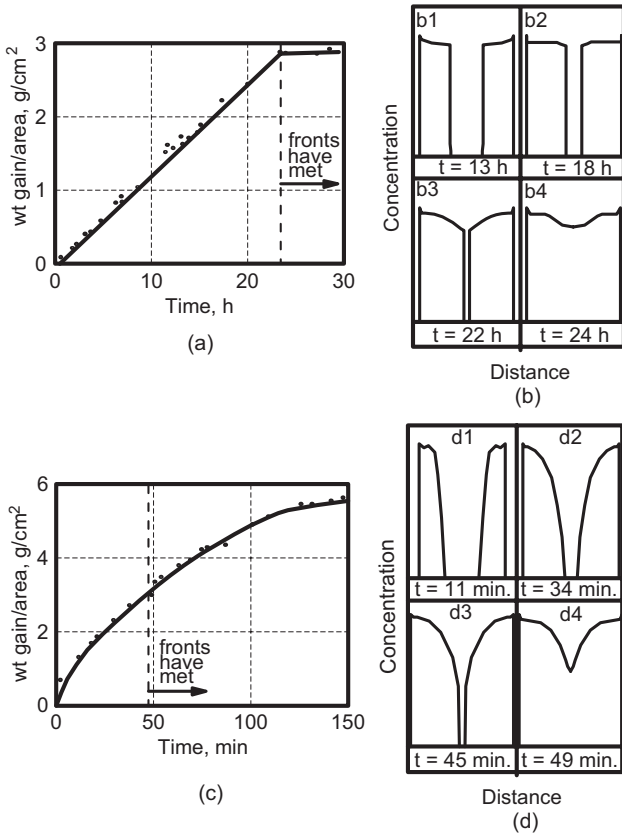 wt gain/area, g/cm2
3
2
1
0
0
10
20
30
Time, h
fronts
have
met
(a)
Concentration
b1
b2
t = 13 h
t = 18 h
b3
b4
t = 22 h
t = 24 h
Distance
(b)
wt gain/area, g/cm2
6
4
2
0
0
50
100
150
Time, min
fronts
have
met
(c)
Concentration
d1
d2
t = 11 min.
t = 34 min.
d3
d4
t = 45 min.
t = 49 min.
Distance
(d)